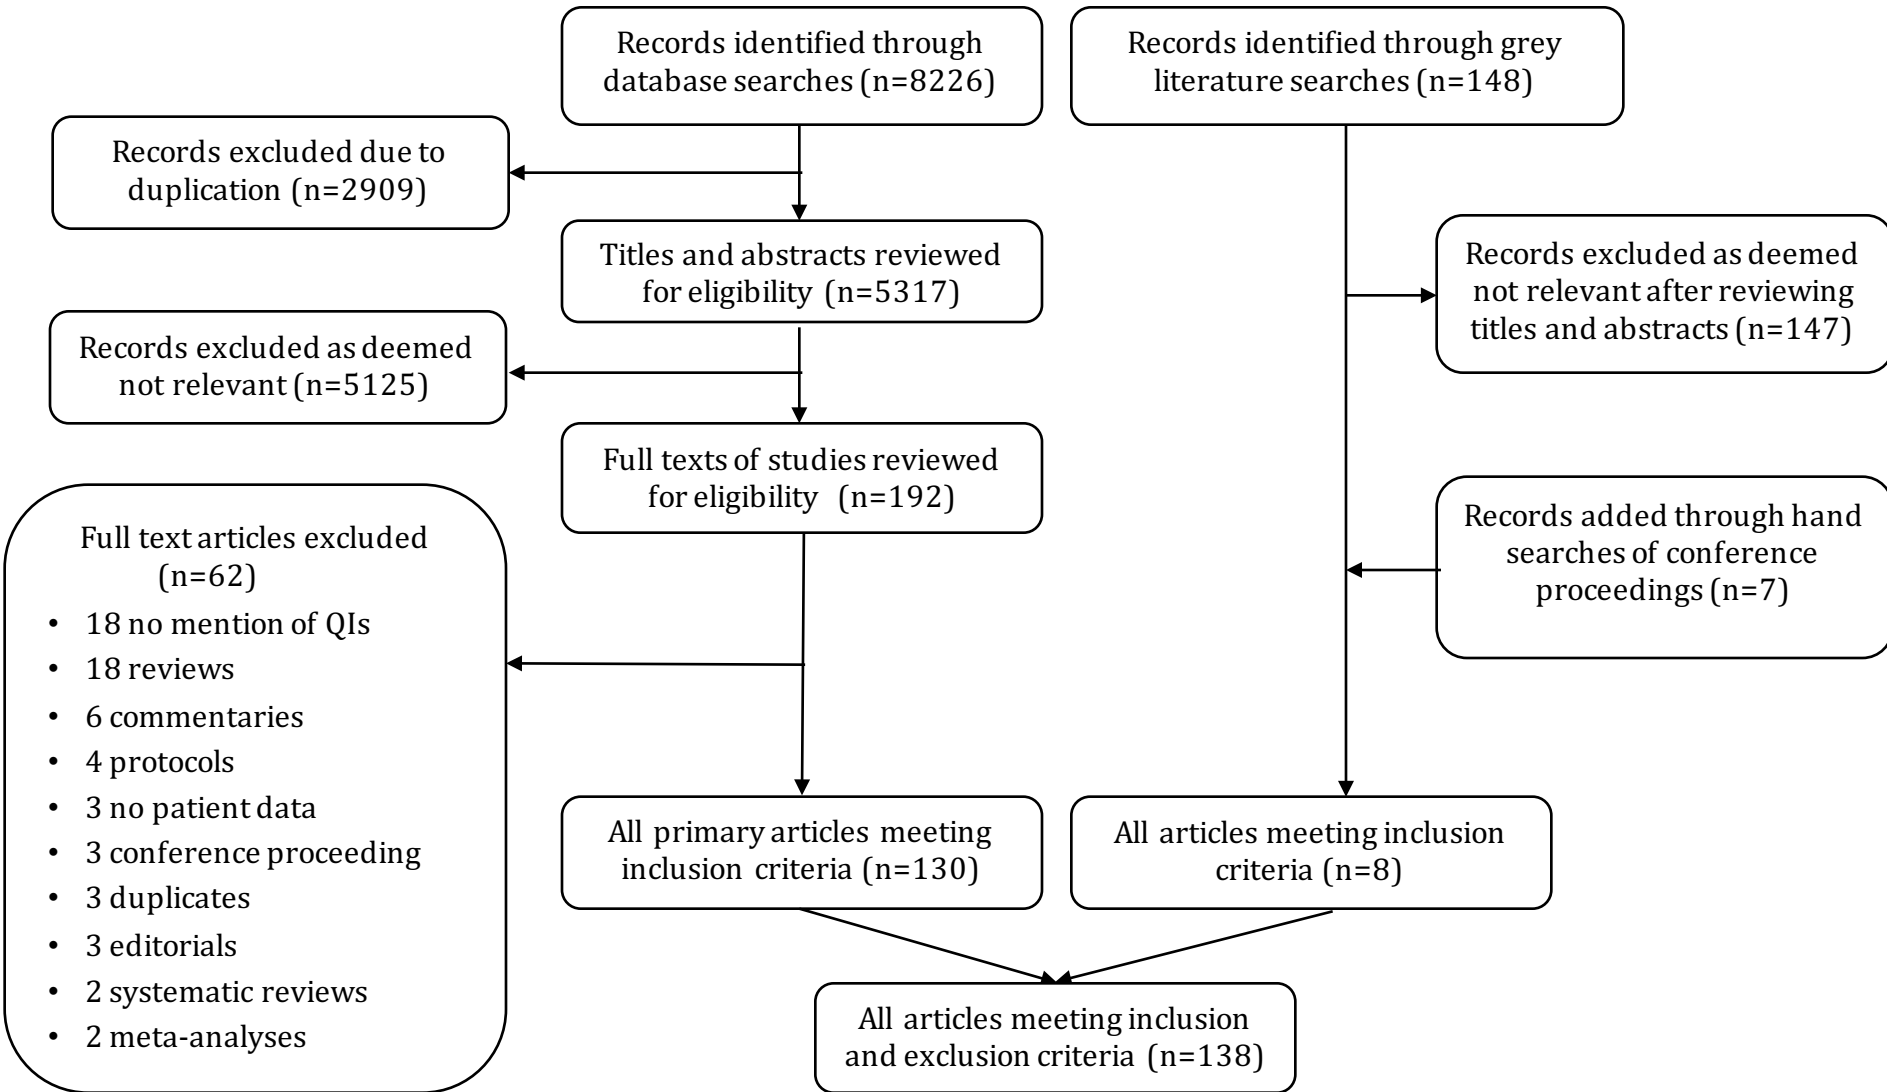 Records identified through
database searches (n=8226)
Records identified through grey
literature searches (n=148)
Records excluded due to
duplication (n=2909)
Titles and abstracts reviewed
for eligibility (n=5317)
Records excluded as deemed
not relevant after reviewing
titles and abstracts (n=147)
Records excluded as deemed
not relevant (n=5125)
Full texts of studies reviewed
for eligibility (n=192)
Records added through hand
searches of conference
proceedings (n=7)
Full text articles excluded
(n=62)
• 18 no mention of QIs
• 18 reviews
• 6 commentaries
• 4 protocols
• 3 no patient data
• 3 conference proceeding
• 3 duplicates
• 3 editorials
• 2 systematic reviews
• 2 meta-analyses
All primary articles meeting
inclusion criteria (n=130)
All articles meeting inclusion
criteria (n=8)
All articles meeting inclusion
and exclusion criteria (n=138)